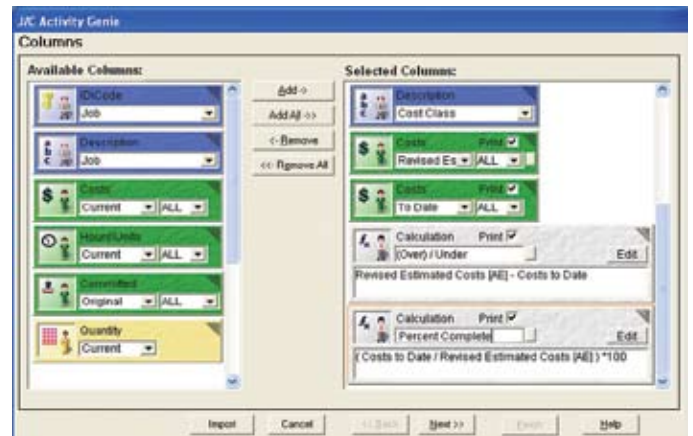 J/C Activity Genie
Columns
Available Columns:
ID/Code
Job
Description
Job
Costs
Current ALL
Hours/Units
Current ALL
Committed
Original ALL
Quantity
Current
Add ->
Add All ->>
<- Remove
<<- Remove All
Selected Columns:
Description
Cost Class
Costs Print
Revised Es ALL
Costs Print
To Date ALL
Calculation Print
(Over) / Under Edit
Revised Estimated Costs [AE] - Costs to Date
Calculation Print
Percent Complete Edit
( Costs to Date / Revised Estimated Costs [AE] ) *100
Import Cancel << Back Next >> Finish Help